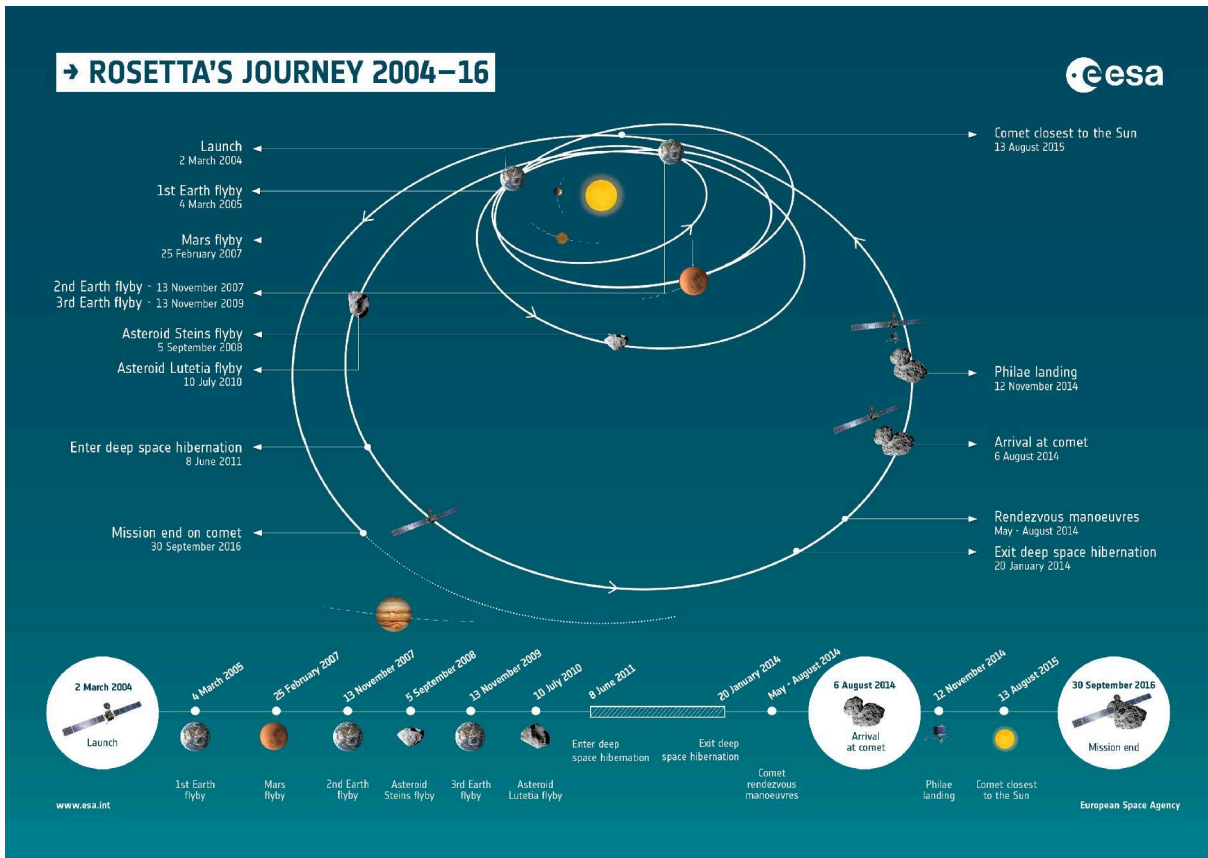 → ROSETTA'S JOURNEY 2004–16
esa
Launch
2 March 2004
1st Earth flyby
4 March 2005
Mars flyby
25 February 2007
2nd Earth flyby - 13 November 2007
3rd Earth flyby - 13 November 2009
Asteroid Steins flyby
5 September 2008
Asteroid Lutetia flyby
10 July 2010
Enter deep space hibernation
8 June 2011
Mission end on comet
30 September 2016
Comet closest to the Sun
13 August 2015
Philae landing
12 November 2014
Arrival at comet
6 August 2014
Rendezvous manoeuvres
May - August 2014
Exit deep space hibernation
20 January 2014
2 March 2004
Launch
4 March 2005
1st Earth
flyby
25 February 2007
Mars
flyby
13 November 2007
2nd Earth
flyby
5 September 2008
Asteroid
Steins flyby
13 November 2009
3rd Earth
flyby
10 July 2010
Asteroid
Lutetia flyby
8 June 2011
Enter deep
space hibernation
20 January 2014
Exit deep
space hibernation
May - August 2014
Comet
rendezvous
manoeuvres
6 August 2014
Arrival
at comet
12 November 2014
Philae
landing
13 August 2015
Comet closest
to the Sun
30 September 2016
Mission end
www.esa.int
European Space Agency